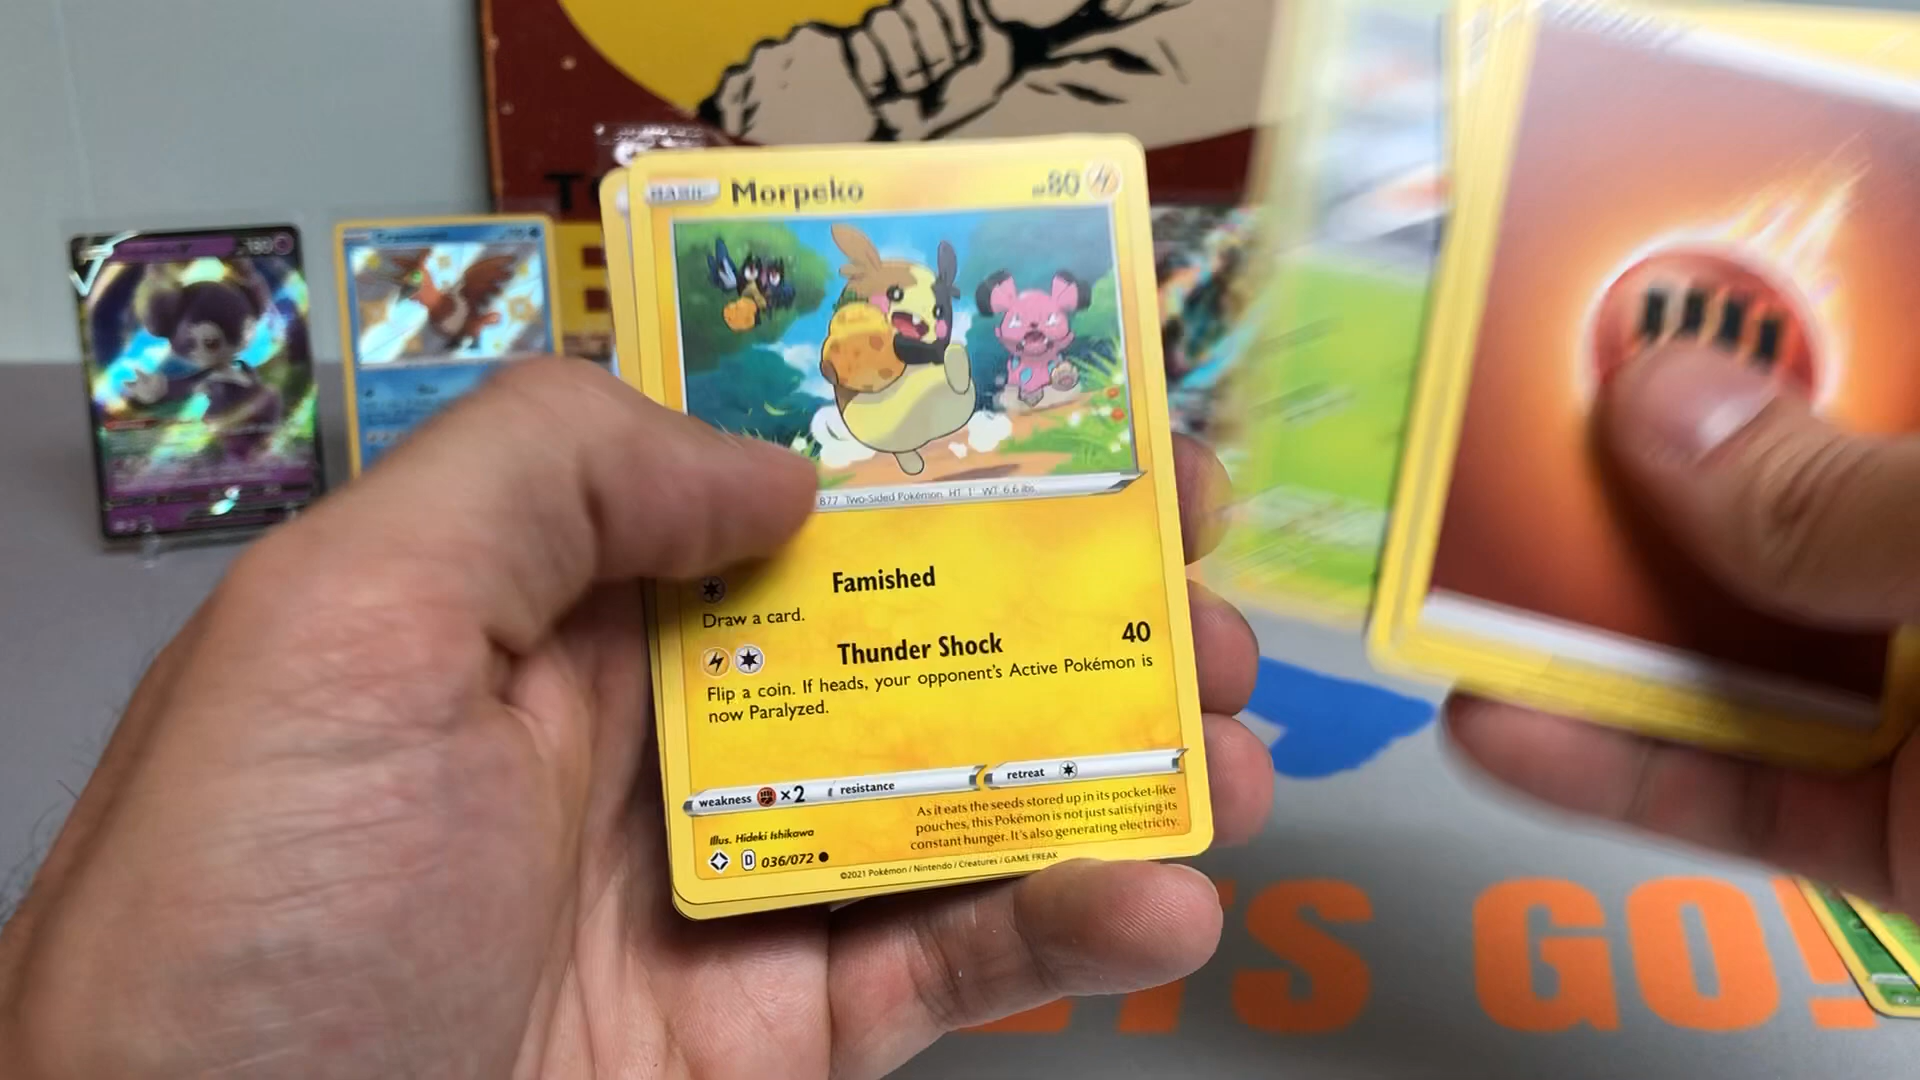 BASIC Morpeko HP80
877 Two-Sided Pokémon HT 1' WT 6.6 lbs.
Famished
Draw a card.
Thunder Shock 40
Flip a coin. If heads, your opponent's Active Pokémon is
now Paralyzed.
weakness ×2 resistance retreat
As it eats the seeds stored up in its pocket-like
pouches, this Pokémon is not just satisfying its
constant hunger. It's also generating electricity.
Illus. Hideki Ishikawa
D 036/072
©2021 Pokémon / Nintendo / Creatures / GAME FREAK
GO!